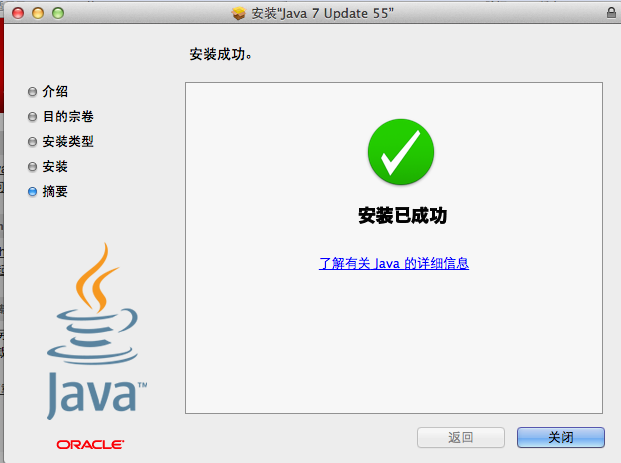 安装“Java 7 Update 55”
安装成功。
介绍
目的宗卷
安装类型
安装
摘要
安装已成功
了解有关 Java 的详细信息
Java™
ORACLE®
返回
关闭